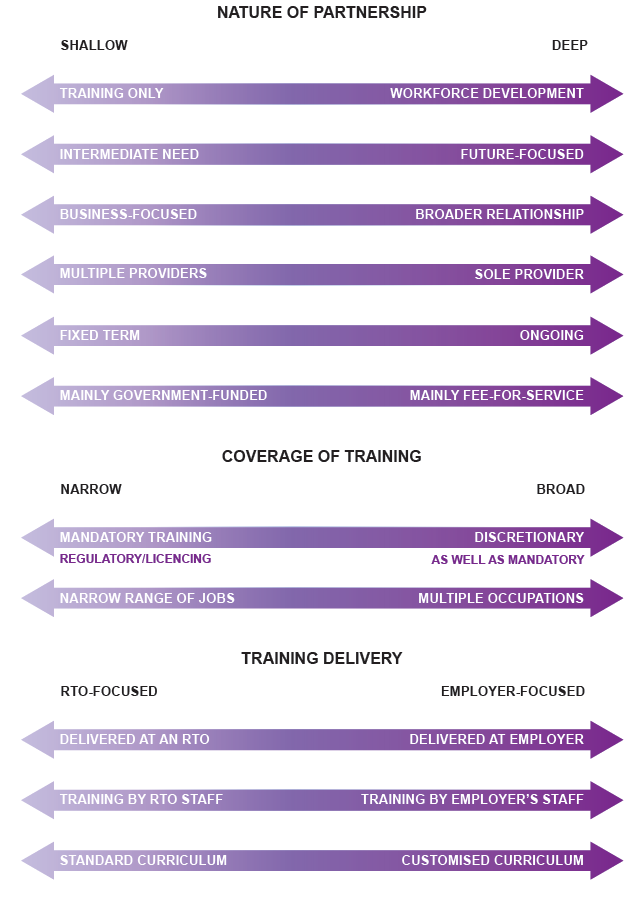 NATURE OF PARTNERSHIP
SHALLOW DEEP
TRAINING ONLY WORKFORCE DEVELOPMENT
INTERMEDIATE NEED FUTURE-FOCUSED
BUSINESS-FOCUSED BROADER RELATIONSHIP
MULTIPLE PROVIDERS SOLE PROVIDER
FIXED TERM ONGOING
MAINLY GOVERNMENT-FUNDED MAINLY FEE-FOR-SERVICE
COVERAGE OF TRAINING
NARROW BROAD
MANDATORY TRAINING DISCRETIONARY
REGULATORY/LICENCING AS WELL AS MANDATORY
NARROW RANGE OF JOBS MULTIPLE OCCUPATIONS
TRAINING DELIVERY
RTO-FOCUSED EMPLOYER-FOCUSED
DELIVERED AT AN RTO DELIVERED AT EMPLOYER
TRAINING BY RTO STAFF TRAINING BY EMPLOYER’S STAFF
STANDARD CURRICULUM CUSTOMISED CURRICULUM